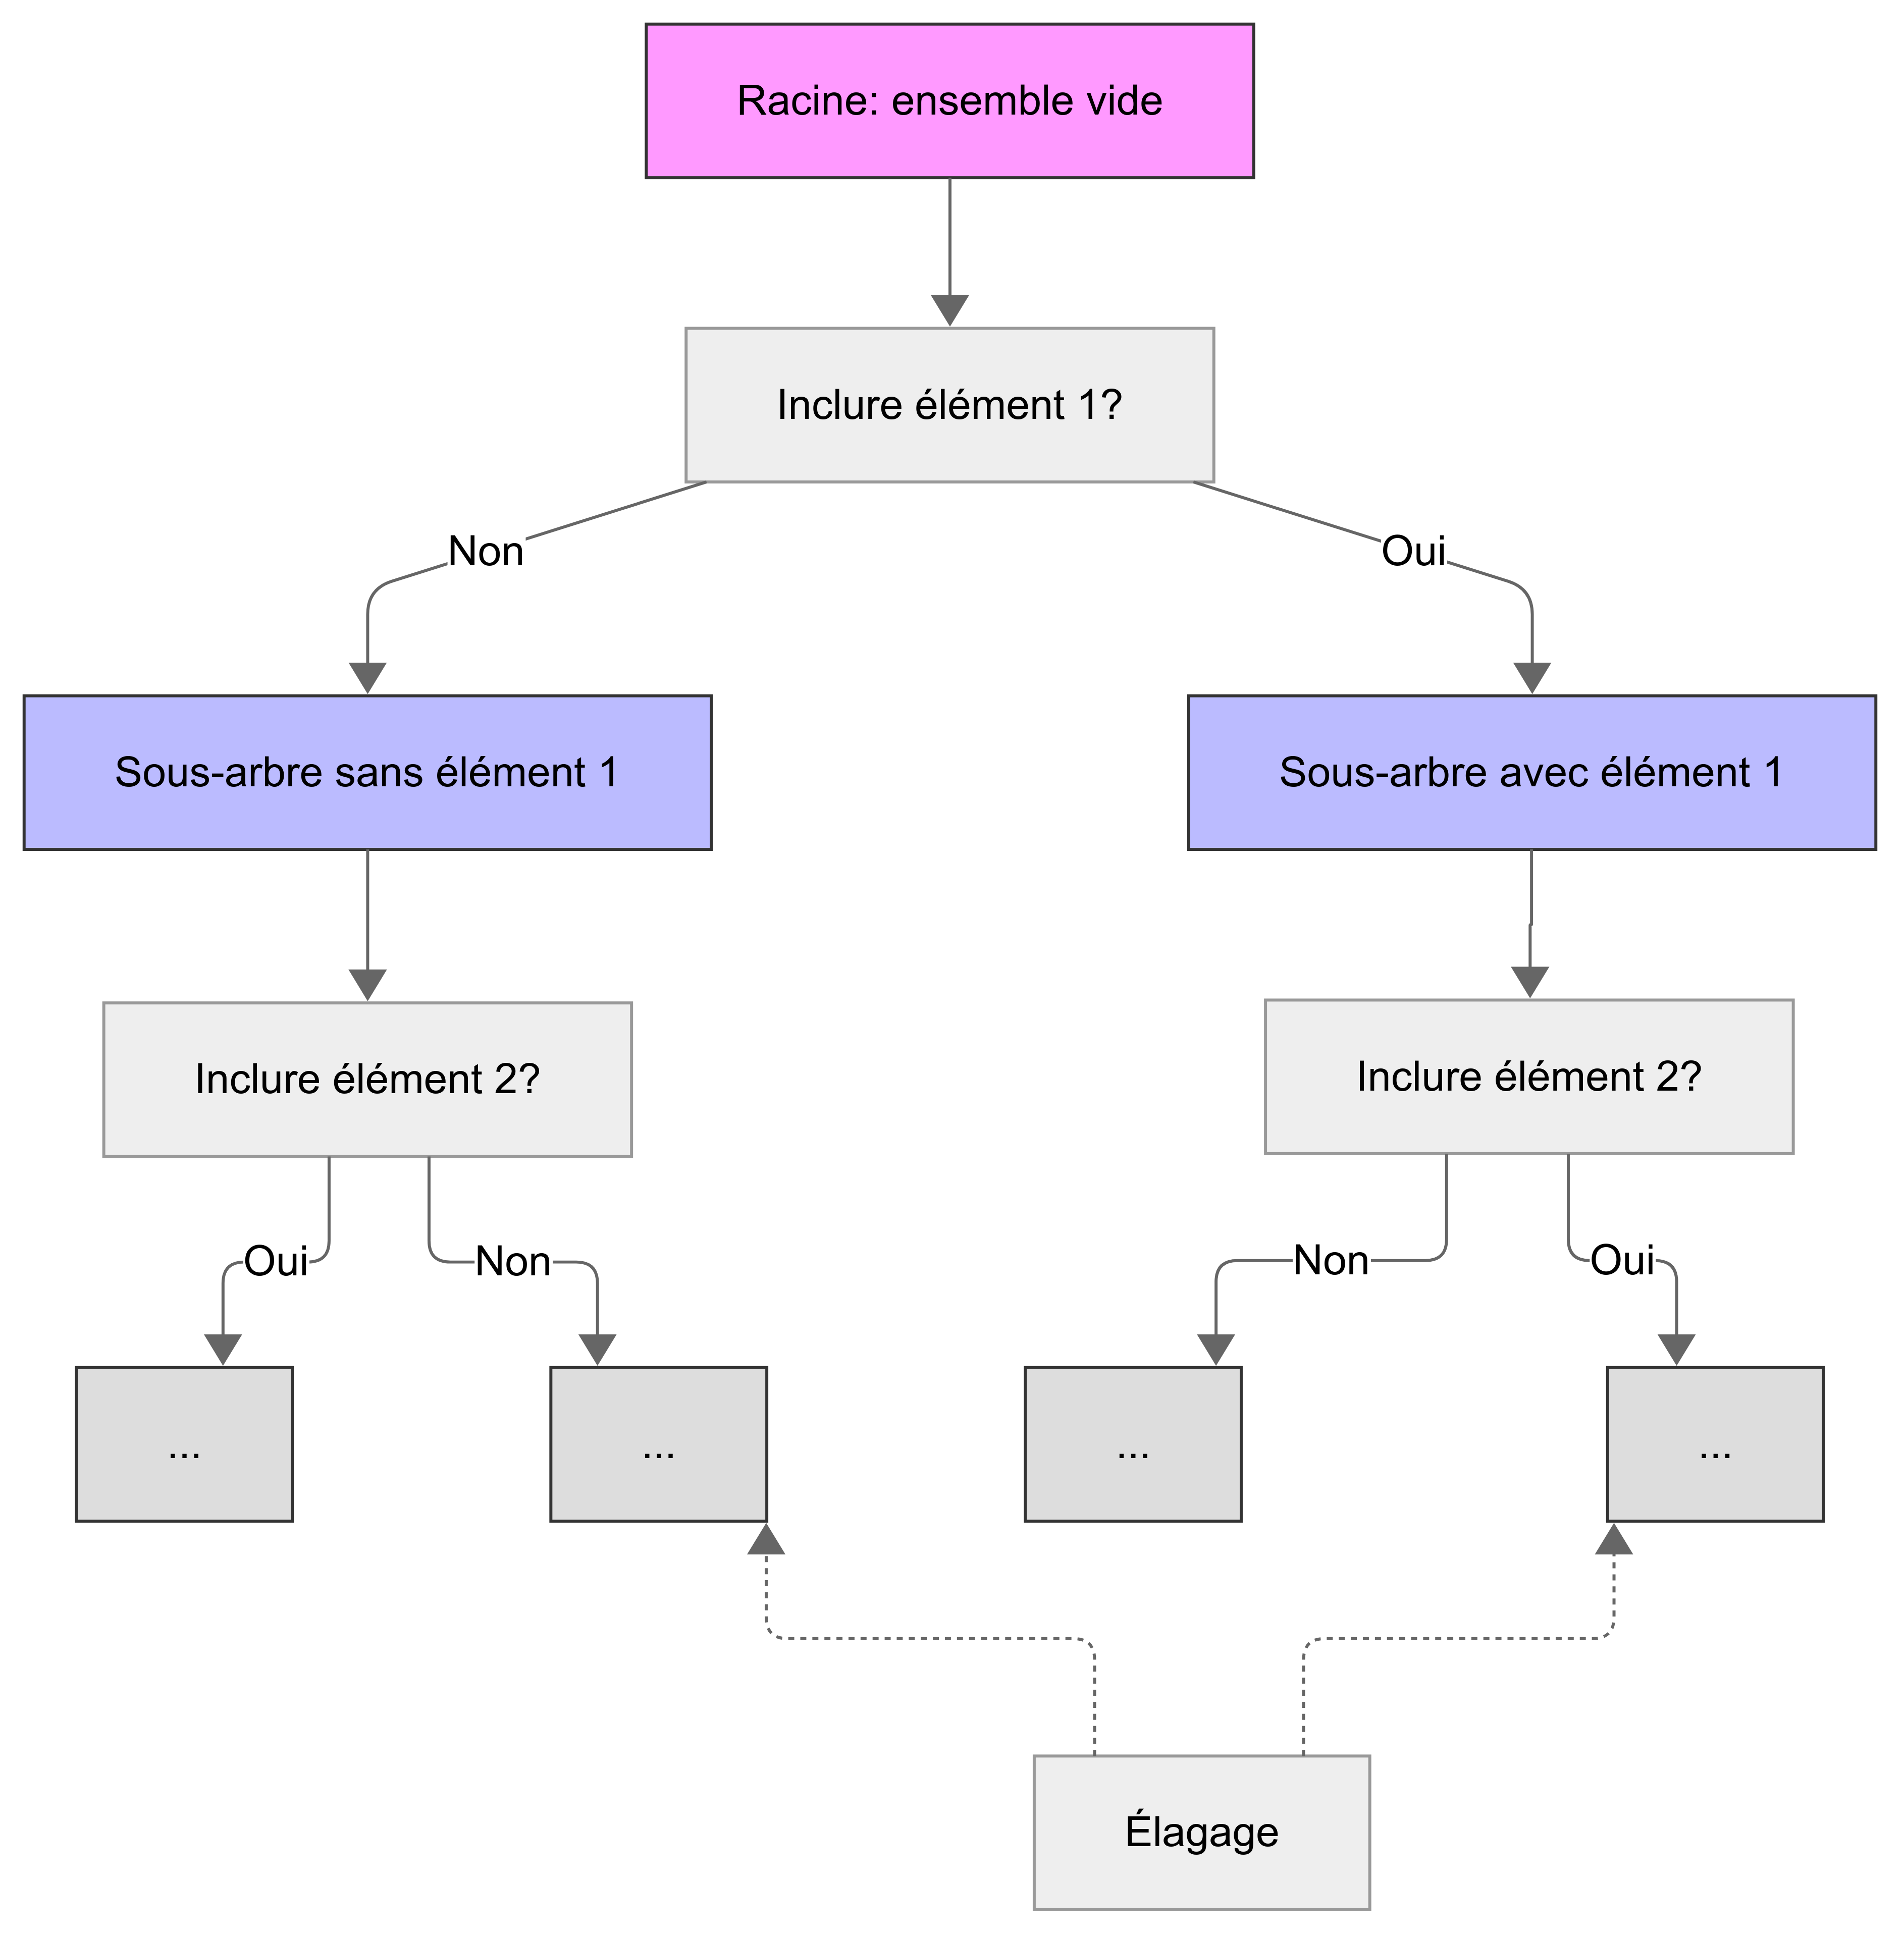 Racine: ensemble vide
Inclure élément 1?
Non
Oui
Sous-arbre sans élément 1
Sous-arbre avec élément 1
Inclure élément 2?
Inclure élément 2?
Oui
Non
Non
Oui
...
...
...
...
Élagage